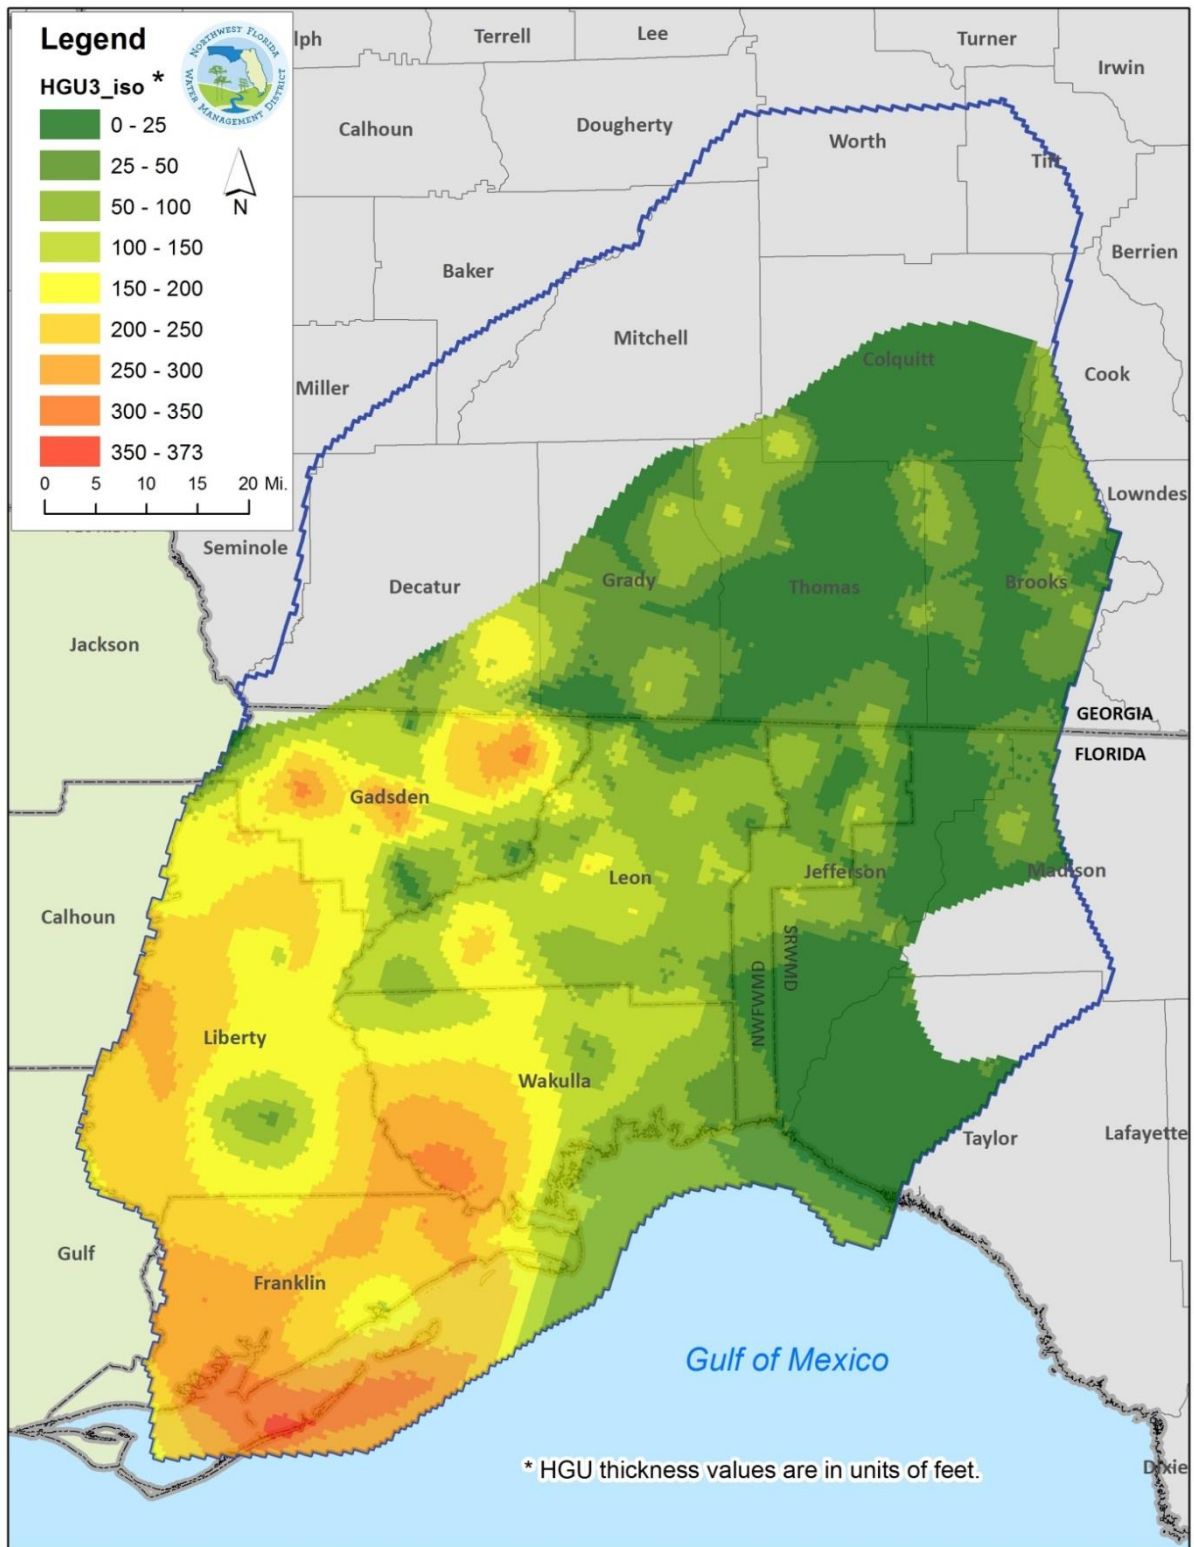 Legend
NORTHWEST FLORIDA
WATER MANAGEMENT DISTRICT
HGU3_iso *
0 - 25
25 - 50
50 - 100
100 - 150
150 - 200
200 - 250
250 - 300
300 - 350
350 - 373
N
0 5 10 15 20 Mi.
lph
Terrell
Lee
Turner
Irwin
Calhoun
Dougherty
Worth
Tift
Berrien
Baker
Mitchell
Colquitt
Cook
Miller
Lowndes
Seminole
Decatur
Grady
Thomas
Brooks
Jackson
GEORGIA
FLORIDA
Gadsden
Leon
Jefferson
Madison
Calhoun
NWFWMD
SRWMD
Liberty
Wakulla
Taylor
Lafayette
Gulf
Franklin
Gulf of Mexico
* HGU thickness values are in units of feet.
Dixie